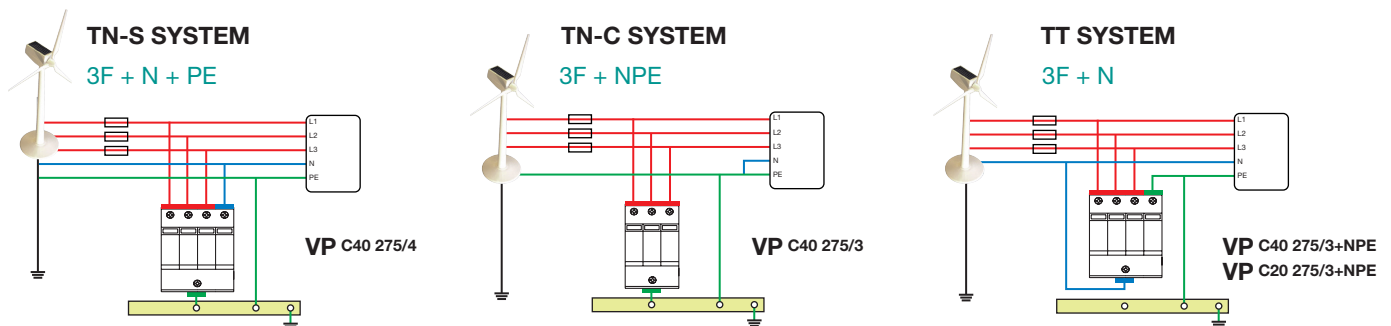 TN-S SYSTEM
3F + N + PE
L1
L2
L3
N
PE
VP C40 275/4
TN-C SYSTEM
3F + NPE
L1
L2
L3
N
PE
VP C40 275/3
TT SYSTEM
3F + N
L1
L2
L3
N
PE
VP C40 275/3+NPE
VP C20 275/3+NPE